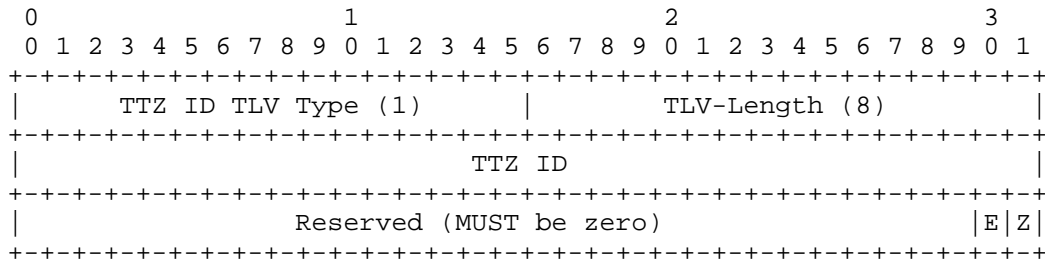 0                   1                   2                   3
 0 1 2 3 4 5 6 7 8 9 0 1 2 3 4 5 6 7 8 9 0 1 2 3 4 5 6 7 8 9 0 1
+-+-+-+-+-+-+-+-+-+-+-+-+-+-+-+-+-+-+-+-+-+-+-+-+-+-+-+-+-+-+-+-+
|      TTZ ID TLV Type (1)      |        TLV-Length (8)         |
+-+-+-+-+-+-+-+-+-+-+-+-+-+-+-+-+-+-+-+-+-+-+-+-+-+-+-+-+-+-+-+-+
|                            TTZ ID                             |
+-+-+-+-+-+-+-+-+-+-+-+-+-+-+-+-+-+-+-+-+-+-+-+-+-+-+-+-+-+-+-+-+
|                 Reserved (MUST be zero)                   |E|Z|
+-+-+-+-+-+-+-+-+-+-+-+-+-+-+-+-+-+-+-+-+-+-+-+-+-+-+-+-+-+-+-+-+